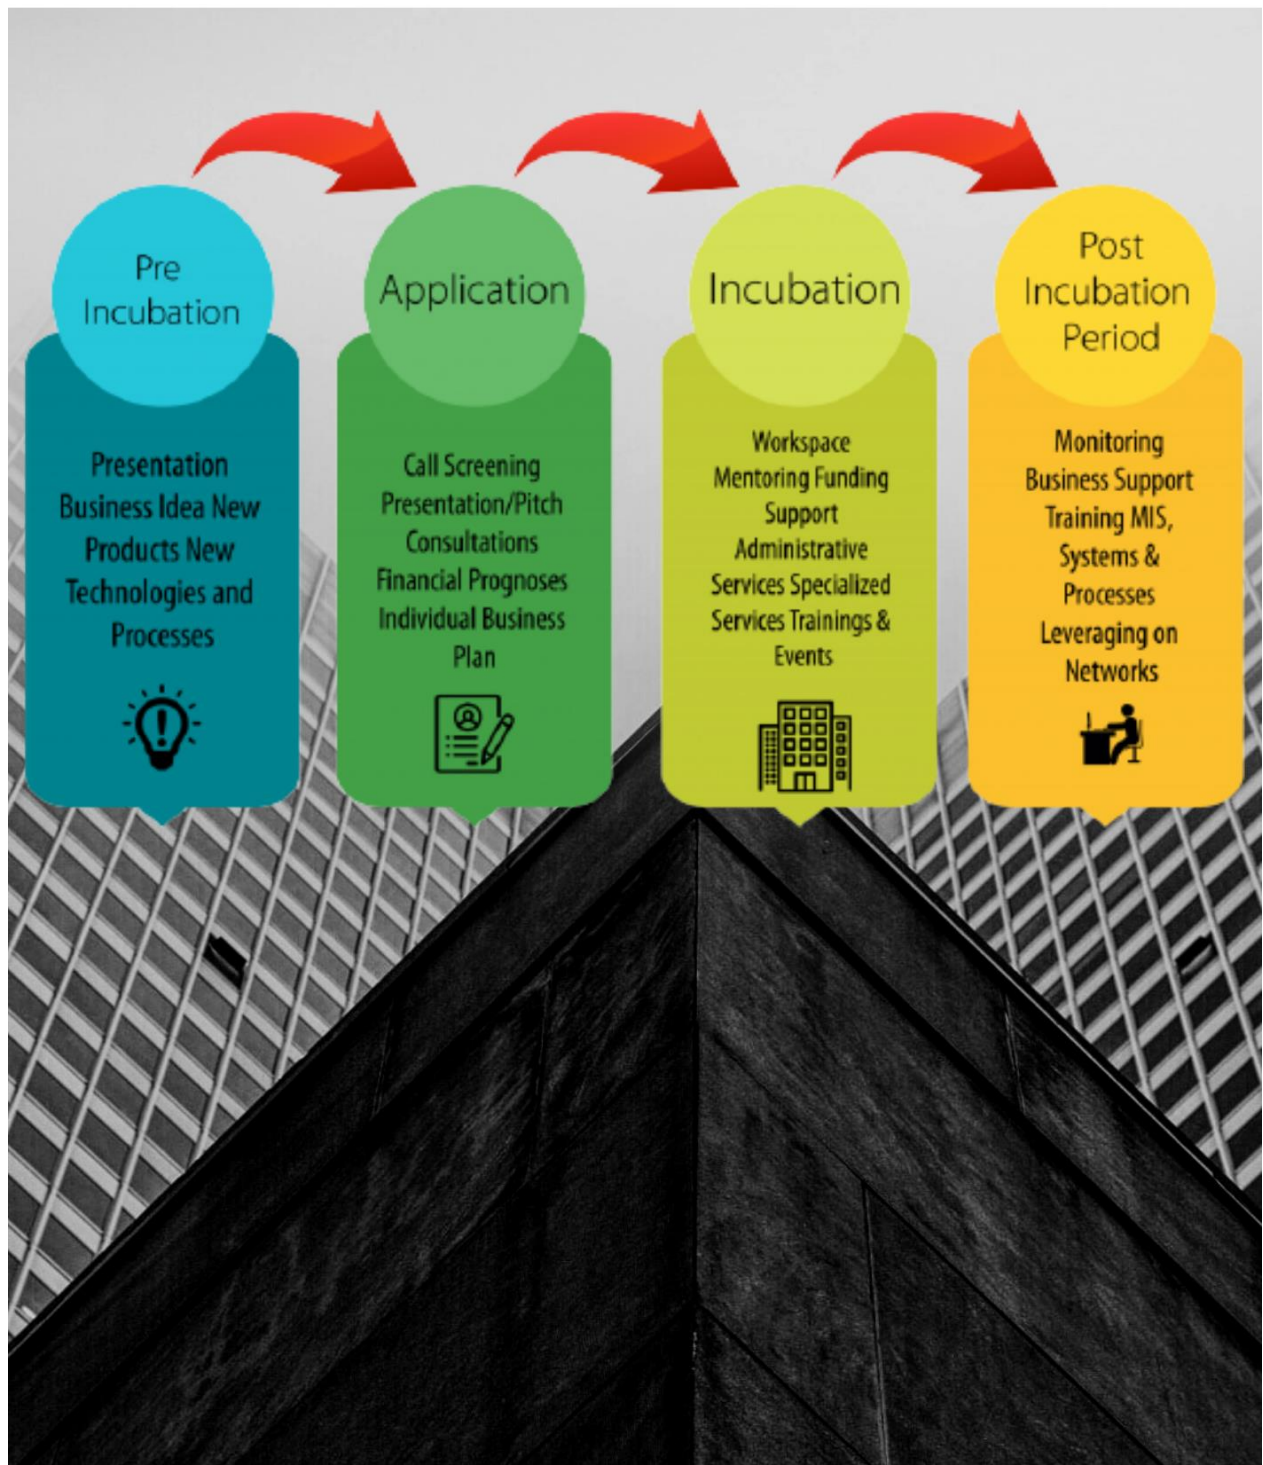 Pre
Incubation
Presentation
Business Idea New
Products New
Technologies and
Processes
Application
Call Screening
Presentation/Pitch
Consultations
Financial Prognoses
Individual Business
Plan
Incubation
Workspace
Mentoring Funding
Support
Administrative
Services Specialized
Services Trainings &
Events
Post
Incubation
Period
Monitoring
Business Support
Training MIS,
Systems &
Processes
Leveraging on
Networks